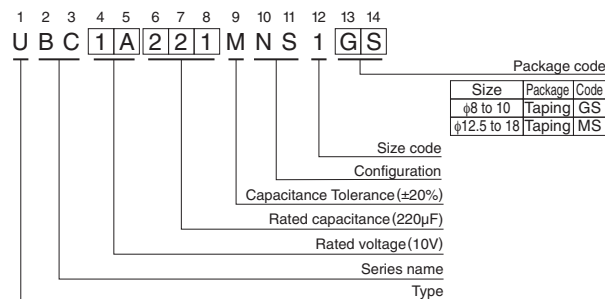 1 2 3 4 5 6 7 8 9 10 11 12 13 14
U B C 1 A 2 2 1 M N S 1 G S
Package code
Size Package Code
ϕ8 to 10 Taping GS
ϕ12.5 to 18 Taping MS
Size code
Configuration
Capacitance Tolerance (±20%)
Rated capacitance (220µF)
Rated voltage (10V)
Series name
Type